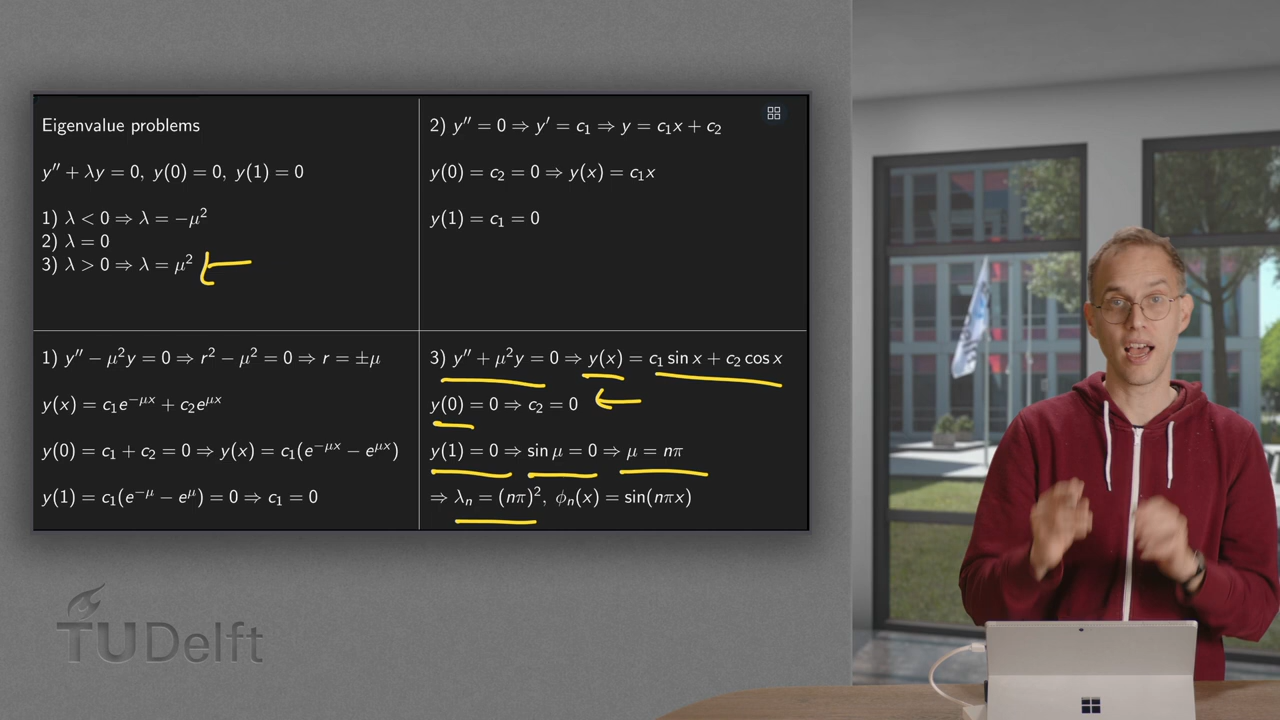 Eigenvalue problems
y″ + λy = 0, y(0) = 0, y(1) = 0
1) λ < 0 ⇒ λ = −μ²
2) λ = 0
3) λ > 0 ⇒ λ = μ²
2) y″ = 0 ⇒ y′ = c₁ ⇒ y = c₁x + c₂
y(0) = c₂ = 0 ⇒ y(x) = c₁x
y(1) = c₁ = 0
1) y″ − μ²y = 0 ⇒ r² − μ² = 0 ⇒ r = ±μ
y(x) = c₁e^{−μx} + c₂e^{μx}
y(0) = c₁ + c₂ = 0 ⇒ y(x) = c₁(e^{−μx} − e^{μx})
y(1) = c₁(e^{−μ} − e^{μ}) = 0 ⇒ c₁ = 0
3) y″ + μ²y = 0 ⇒ y(x) = c₁ sin x + c₂ cos x
y(0) = 0 ⇒ c₂ = 0
y(1) = 0 ⇒ sin μ = 0 ⇒ μ = nπ
⇒ λₙ = (nπ)², ϕₙ(x) = sin(nπx)
TUDelft